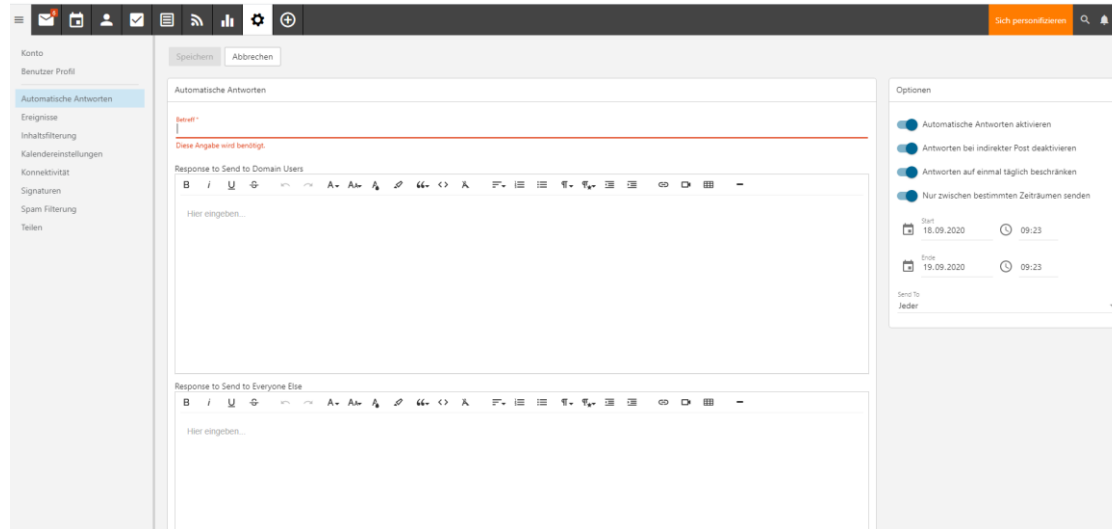 Sich personifizieren
Konto
Benutzer Profil
Automatische Antworten
Ereignisse
Inhaltsfilterung
Kalendereinstellungen
Konnektivität
Signaturen
Spam Filterung
Teilen
Speichern Abbrechen
Automatische Antworten
Betreff *
Diese Angabe wird benötigt.
Response to Send to Domain Users
Hier eingeben...
Response to Send to Everyone Else
Hier eingeben...
Optionen
Automatische Antworten aktivieren
Antworten bei indirekter Post deaktivieren
Antworten auf einmal täglich beschränken
Nur zwischen bestimmten Zeiträumen senden
Start
18.09.2020 09:23
Ende
19.09.2020 09:23
Send To
Jeder